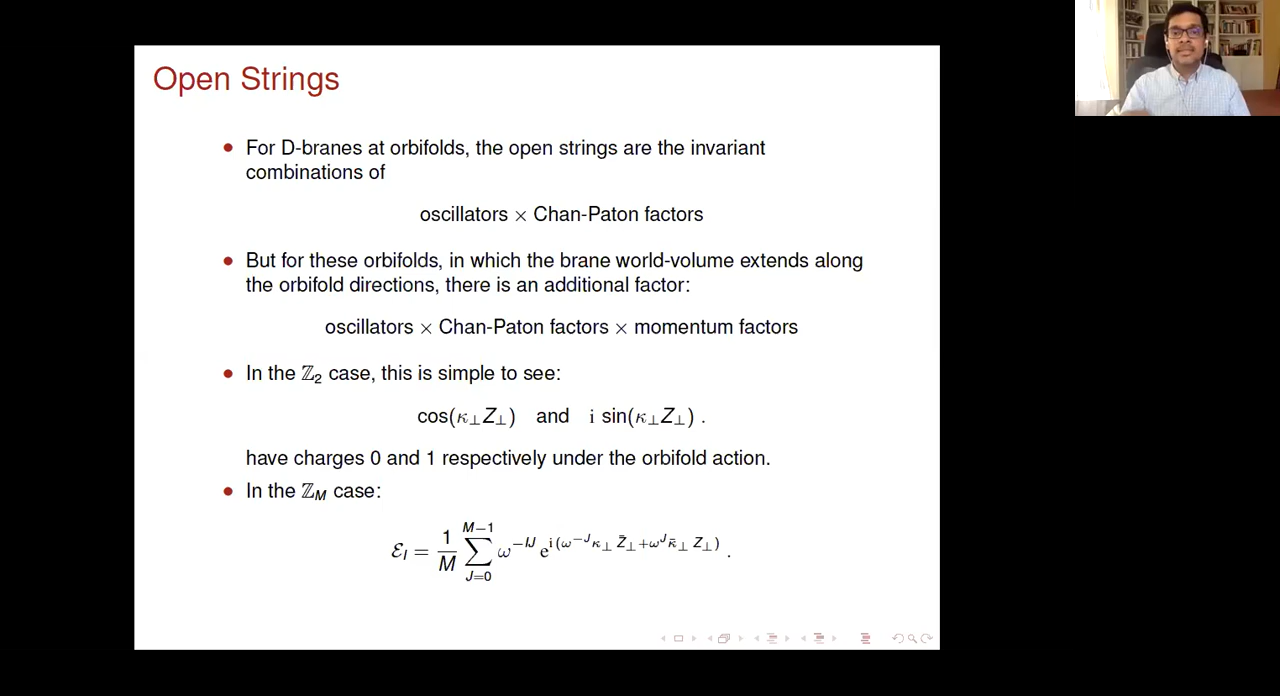 Open Strings
• For D-branes at orbifolds, the open strings are the invariant
combinations of
oscillators × Chan-Paton factors
• But for these orbifolds, in which the brane world-volume extends along
the orbifold directions, there is an additional factor:
oscillators × Chan-Paton factors × momentum factors
• In the ℤ₂ case, this is simple to see:
cos(κ⊥Z⊥) and i sin(κ⊥Z⊥) .
have charges 0 and 1 respectively under the orbifold action.
• In the ℤ_M case:
ℰ_I = 1/M ∑_{J=0}^{M−1} ω^{−IJ} e^{i(ω^{−J} κ⊥ Z̄⊥+ω^J κ̄⊥ Z⊥)} .